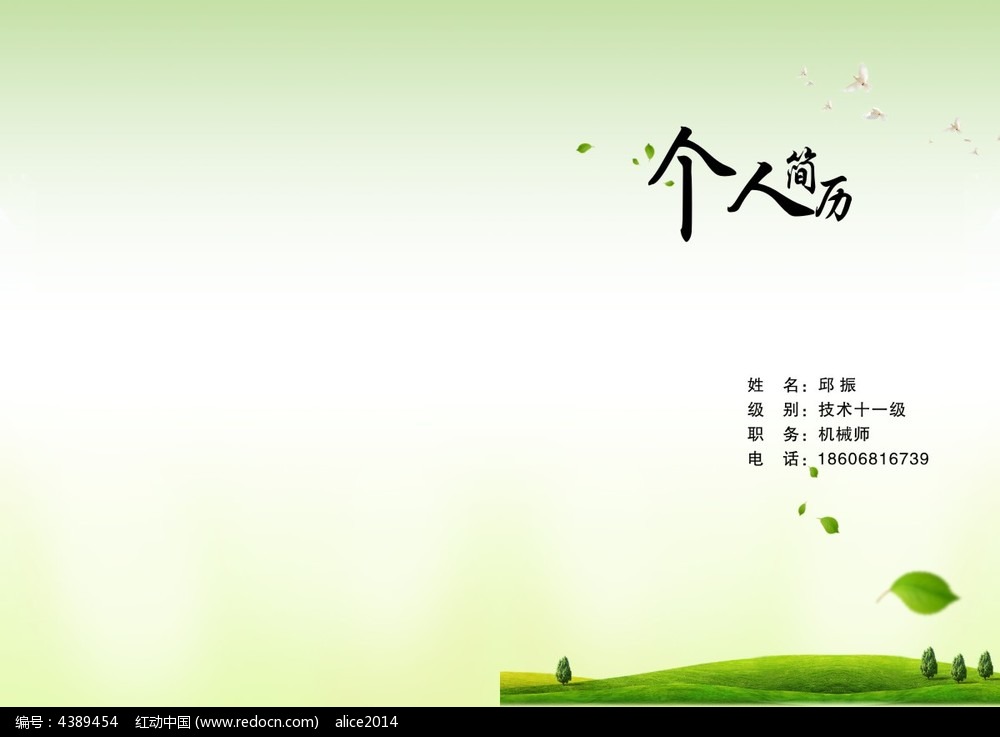 个人简历
姓 名：邱 振
级 别：技术十一级
职 务：机械师
电 话：18606816739
编号：4389454 红动中国 (www.redocn.com) alice2014